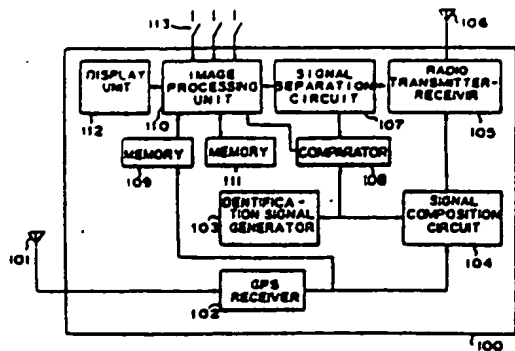 113
106
DISPLAY
UNIT
112
IMAGE
PROCESSING
UNIT
110
SIGNAL
SEPARATION
CIRCUIT
107
RADIO
TRANSMITTER-
RECEIVIR
105
MEMORY
109
MEMORY
111
COMPARATOR
108
IDENTIFICA-
TION SIGNAL
GENERATOR
103
SIGNAL
COMPOSITION
CIRCUIT
104
101
GPS
RECEIVER
102
100